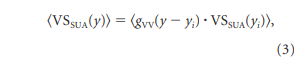 ⟨VS_SUA(y)⟩ = ⟨g_VV(y − y_i) · VS_SUA(y_i)⟩,
(3)